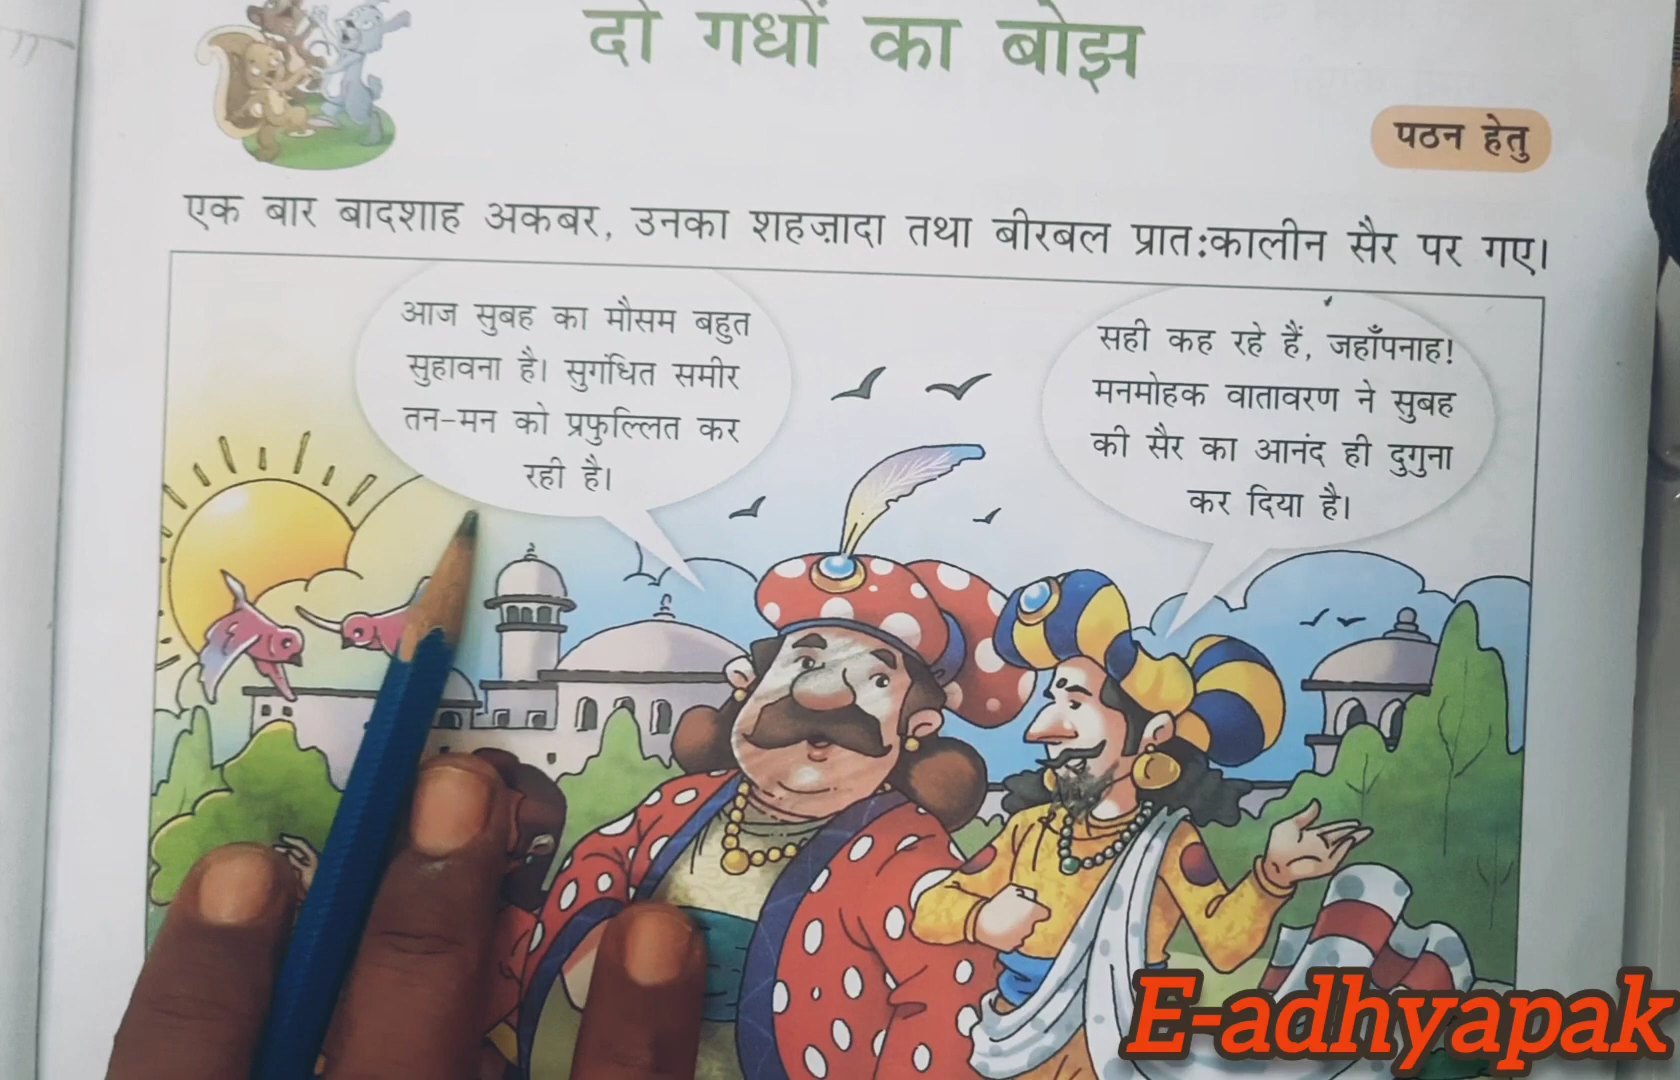 दो गधों का बोझ
पठन हेतु
एक बार बादशाह अकबर, उनका शहज़ादा तथा बीरबल प्रात:कालीन सैर पर गए।
आज सुबह का मौसम बहुत
सुहावना है। सुगंधित समीर
तन-मन को प्रफुल्लित कर
रही है।
सही कह रहे हैं, जहाँपनाह!
मनमोहक वातावरण ने सुबह
की सैर का आनंद ही दुगुना
कर दिया है।
E-adhyapak